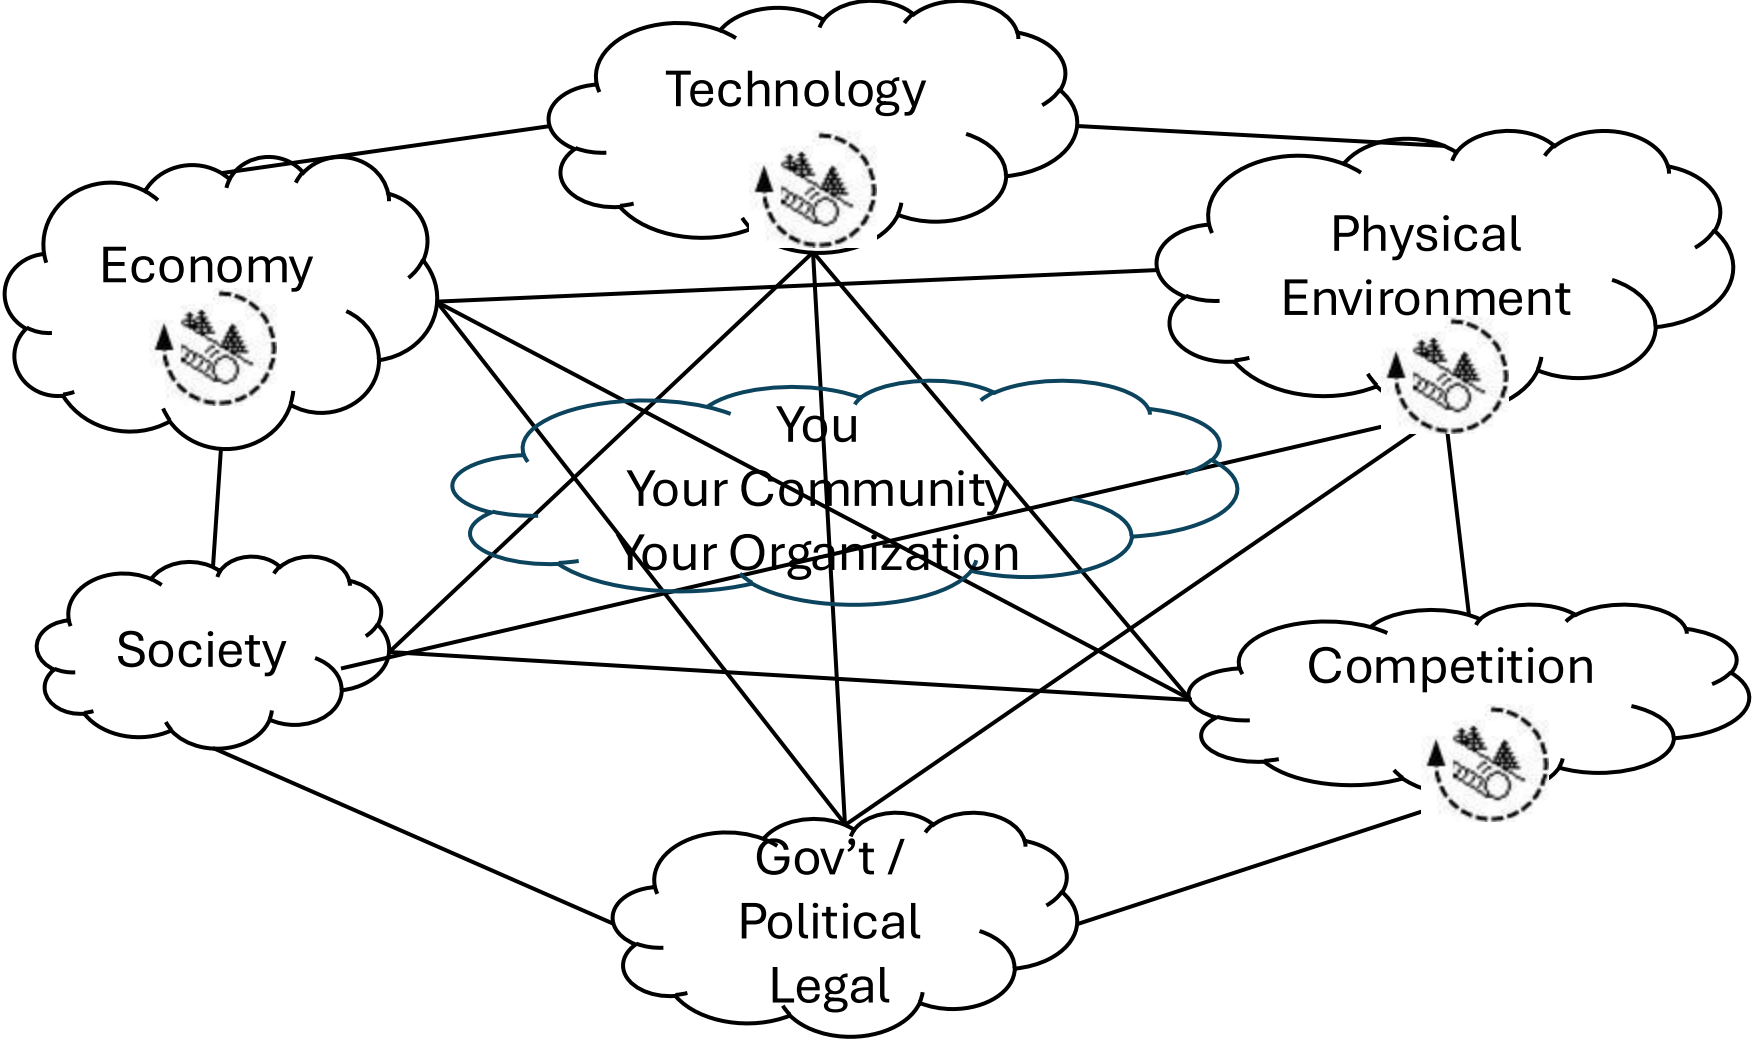 Technology
Economy
Physical
Environment
You
Your Community
Your Organization
Society
Competition
Gov’t /
Political
Legal